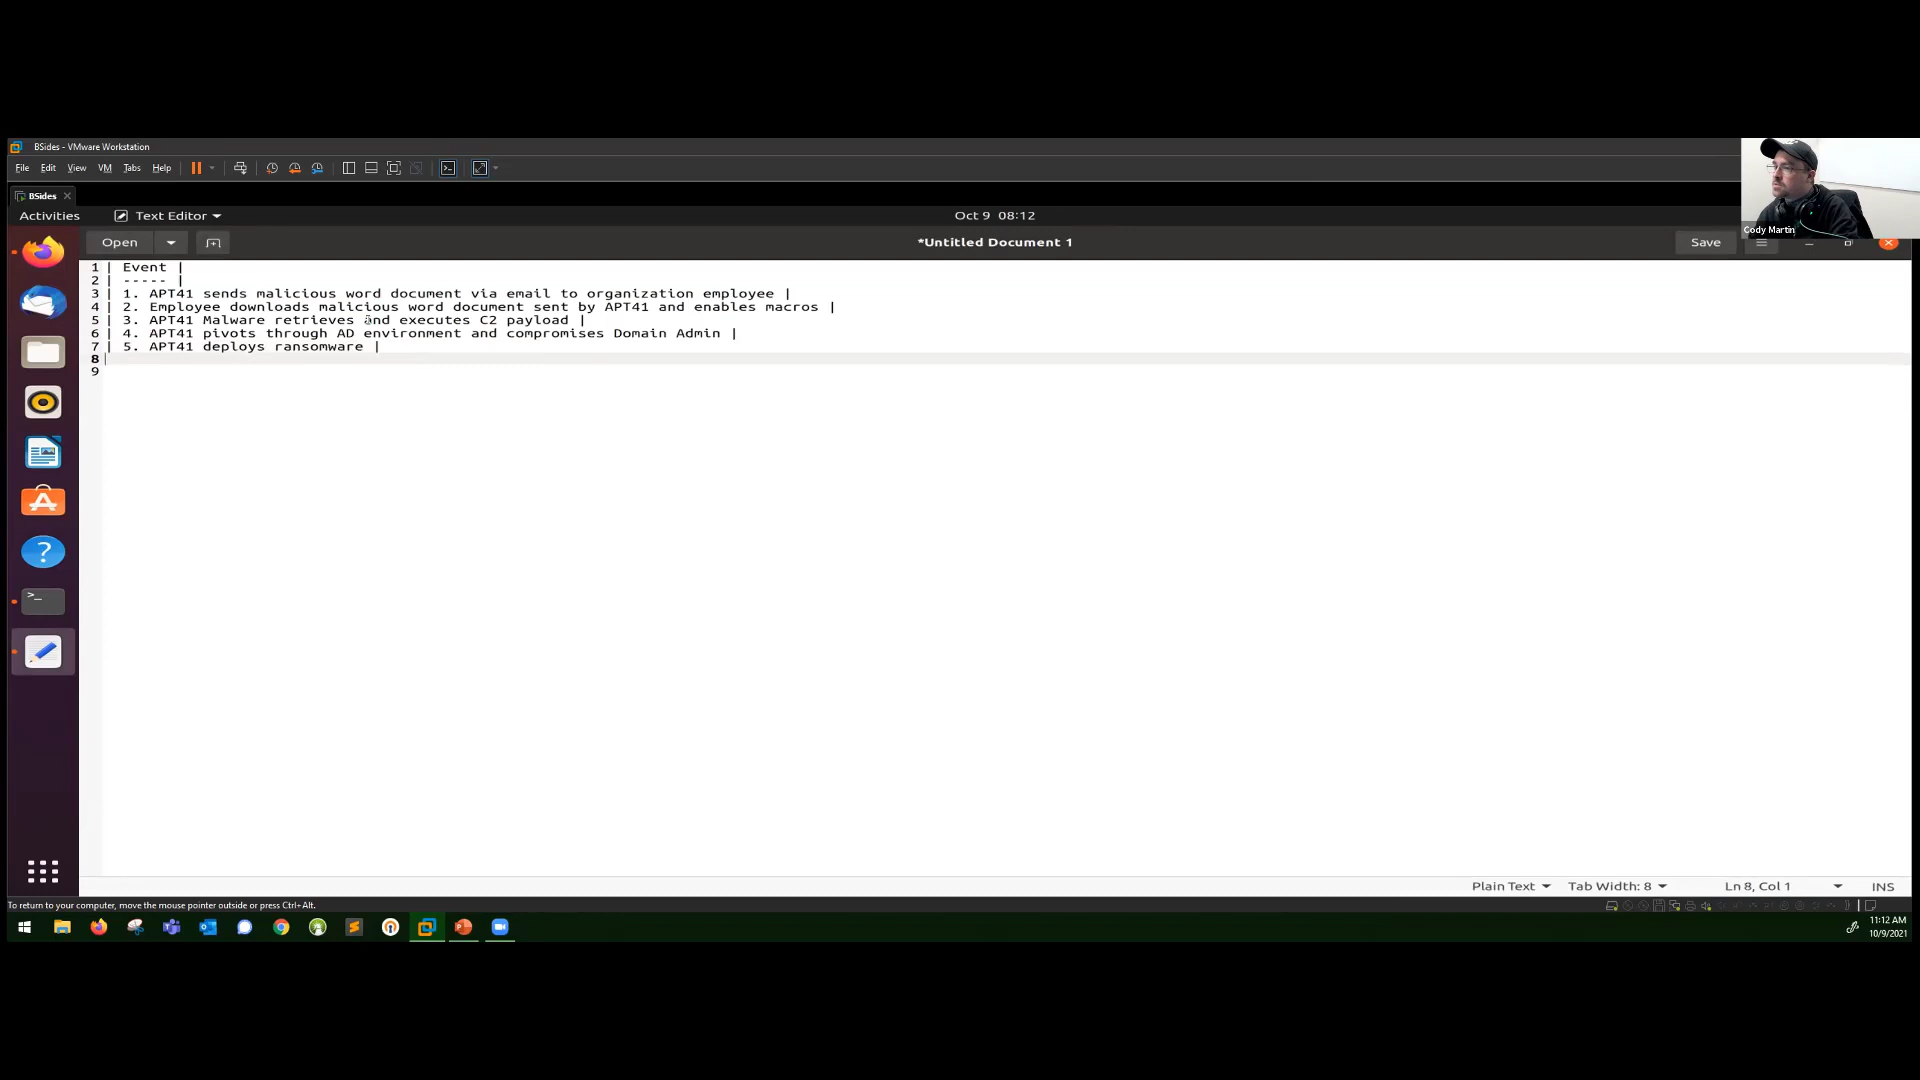 BSides - VMware Workstation
File Edit View VM Tabs Help
BSides
Activities Text Editor Oct 9 08:12
Open *Untitled Document 1 Save
Cody Martin
1 | Event |
2 | ----- |
3 | 1. APT41 sends malicious word document via email to organization employee |
4 | 2. Employee downloads malicious word document sent by APT41 and enables macros |
5 | 3. APT41 Malware retrieves and executes C2 payload |
6 | 4. APT41 pivots through AD environment and compromises Domain Admin |
7 | 5. APT41 deploys ransomware |
8
9
Plain Text Tab Width: 8 Ln 8, Col 1 INS
To return to your computer, move the mouse pointer outside or press Ctrl+Alt.
11:12 AM
10/9/2021